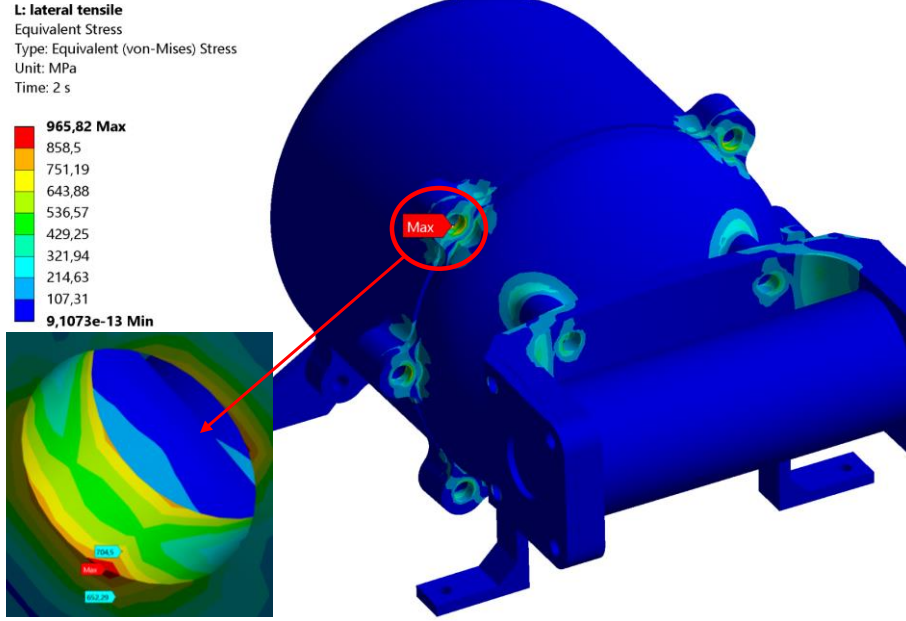 L: lateral tensile
Equivalent Stress
Type: Equivalent (von-Mises) Stress
Unit: MPa
Time: 2 s
965,82 Max
858,5
751,19
643,88
536,57
429,25
321,94
214,63
107,31
9,1073e-13 Min
Max
704,5
Max
652,29